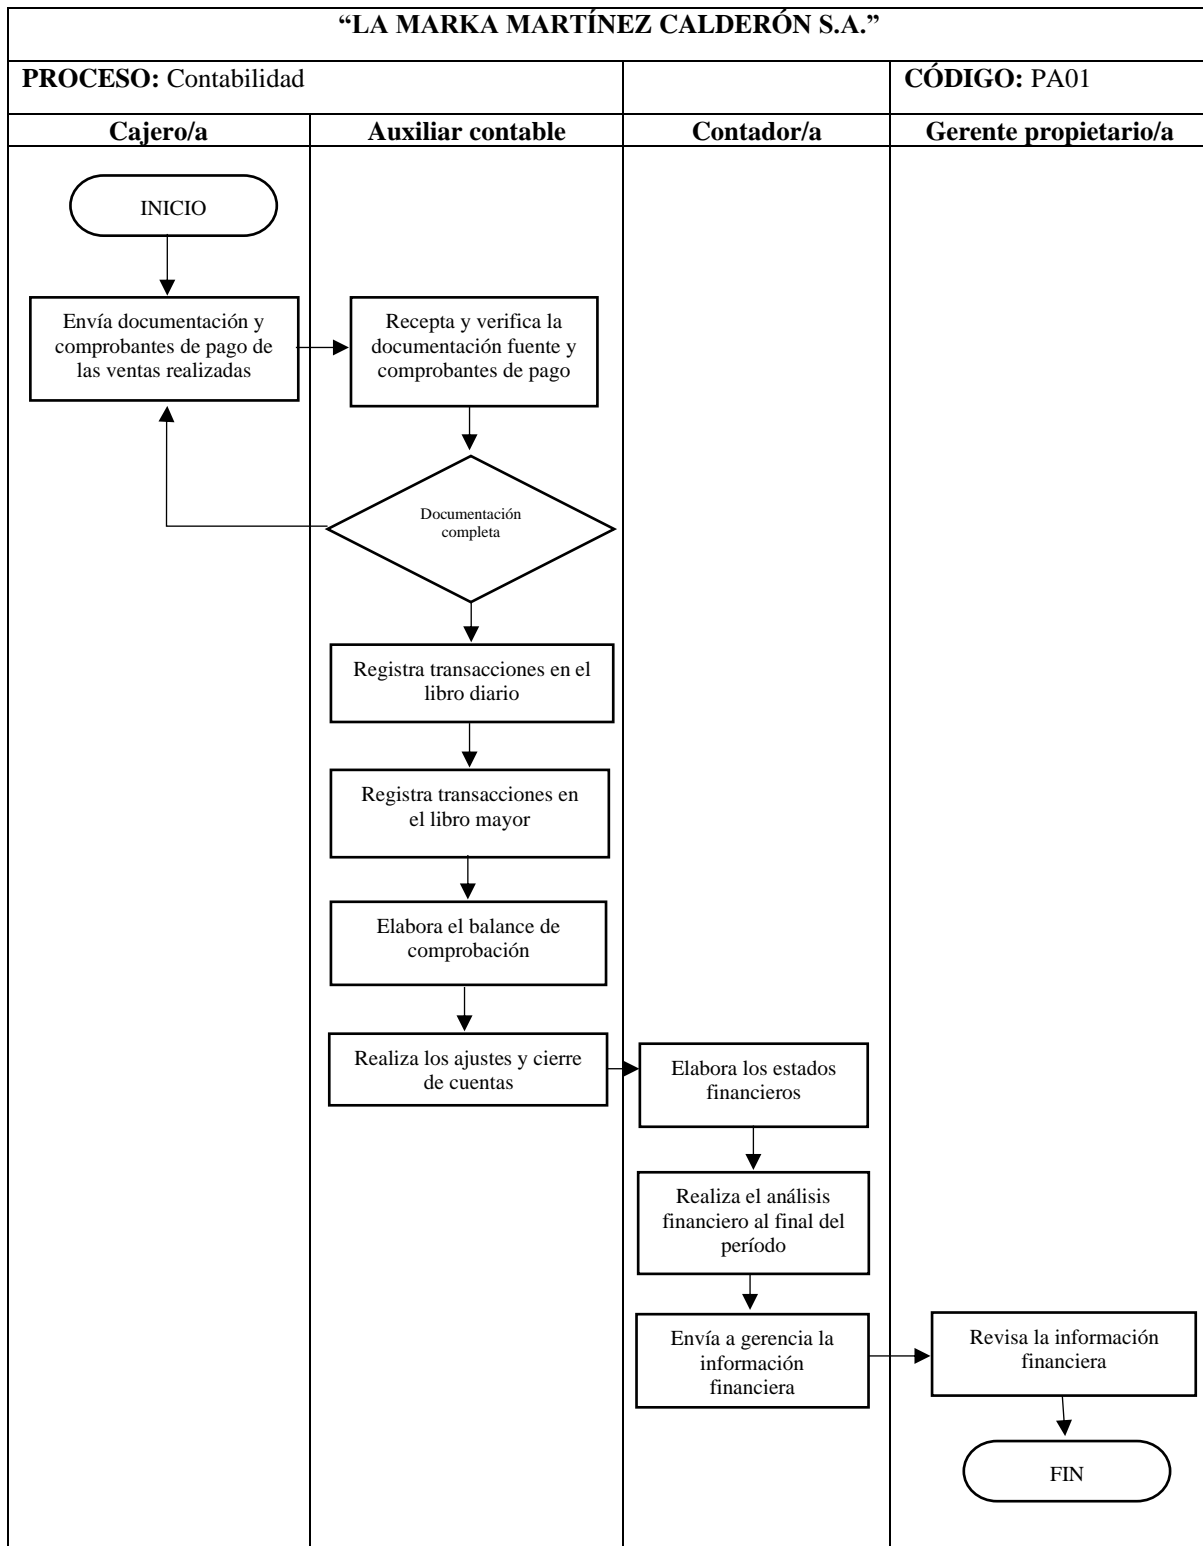 “LA MARKA MARTÍNEZ CALDERÓN S.A.”
PROCESO: Contabilidad
CÓDIGO: PA01
Cajero/a
Auxiliar contable
Contador/a
Gerente propietario/a
INICIO
Envía documentación y
comprobantes de pago de
las ventas realizadas
Recepta y verifica la
documentación fuente y
comprobantes de pago
Documentación
completa
Registra transacciones en el
libro diario
Registra transacciones en
el libro mayor
Elabora el balance de
comprobación
Realiza los ajustes y cierre
de cuentas
Elabora los estados
financieros
Realiza el análisis
financiero al final del
período
Envía a gerencia la
información
financiera
Revisa la información
financiera
FIN